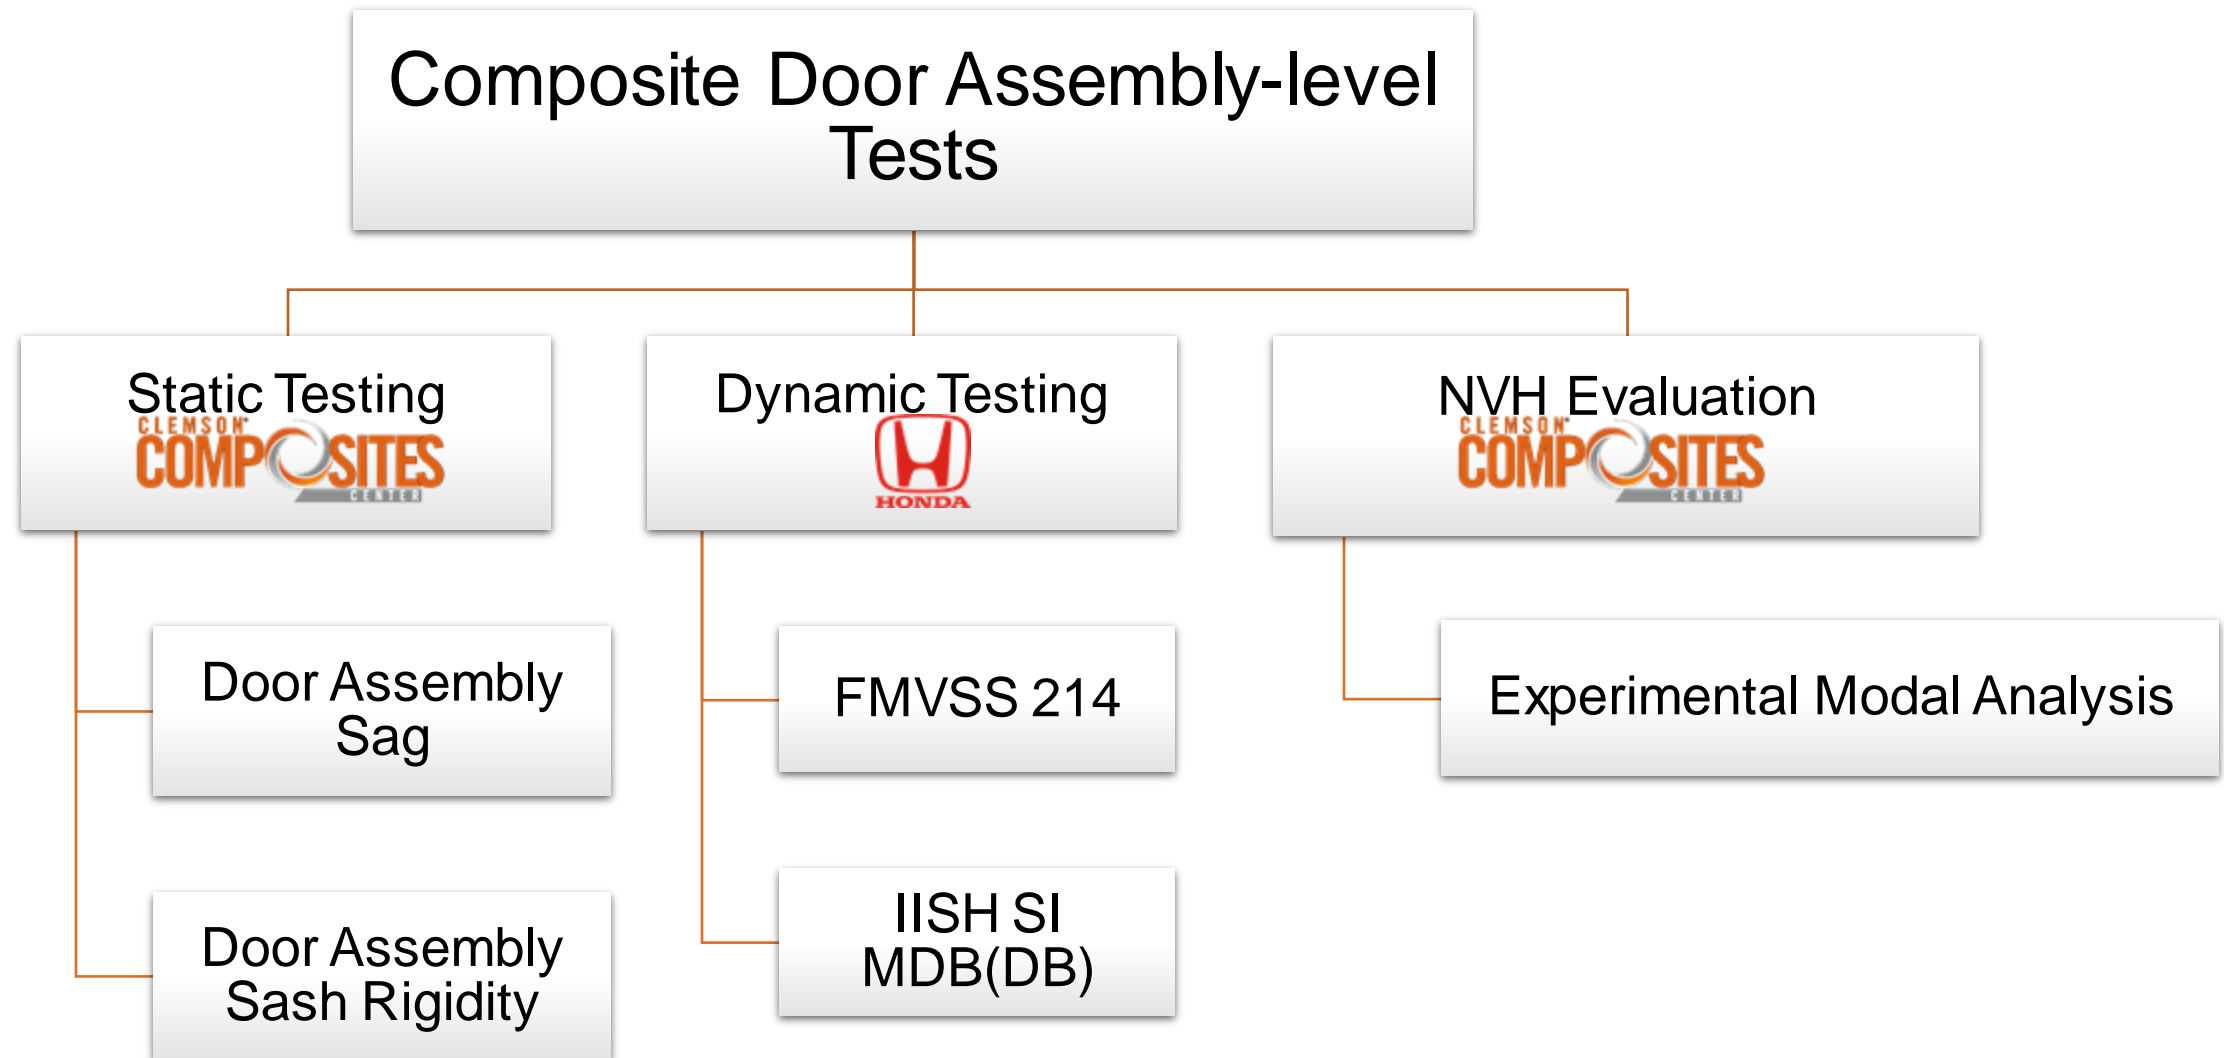 Composite Door Assembly-level
Tests
Static Testing
CLEMSON
COMPOSITES
CENTER
Dynamic Testing
HONDA
NVH Evaluation
CLEMSON
COMPOSITES
CENTER
Door Assembly
Sag
FMVSS 214
Experimental Modal Analysis
Door Assembly
Sash Rigidity
IISH SI
MDB(DB)